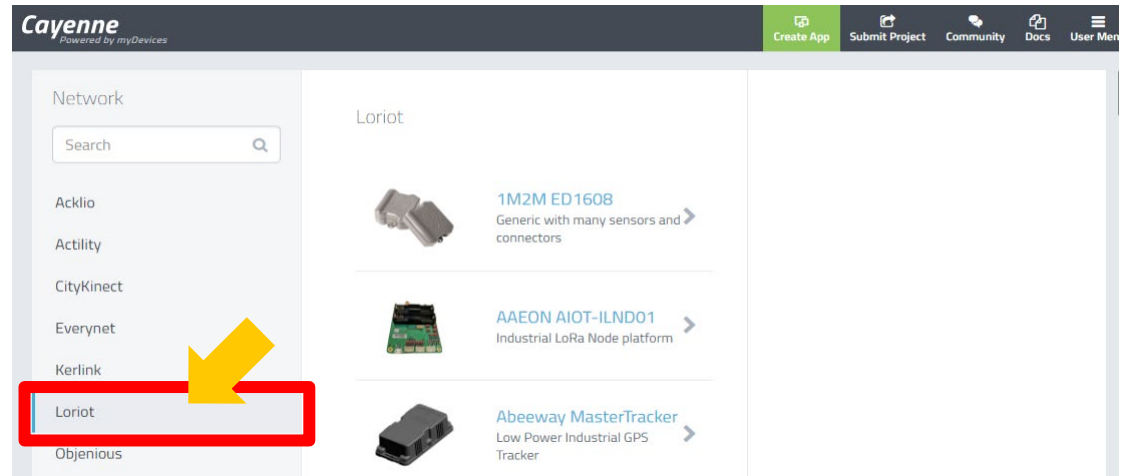 Cayenne
Powered by myDevices
Create App
Submit Project
Community
Docs
User Men
Network
Search
Acklio
Actility
CityKinect
Everynet
Kerlink
Loriot
Objenious
Loriot
1M2M ED1608
Generic with many sensors and
connectors
AAEON AIOT-ILND01
Industrial LoRa Node platform
Abeeway MasterTracker
Low Power Industrial GPS
Tracker